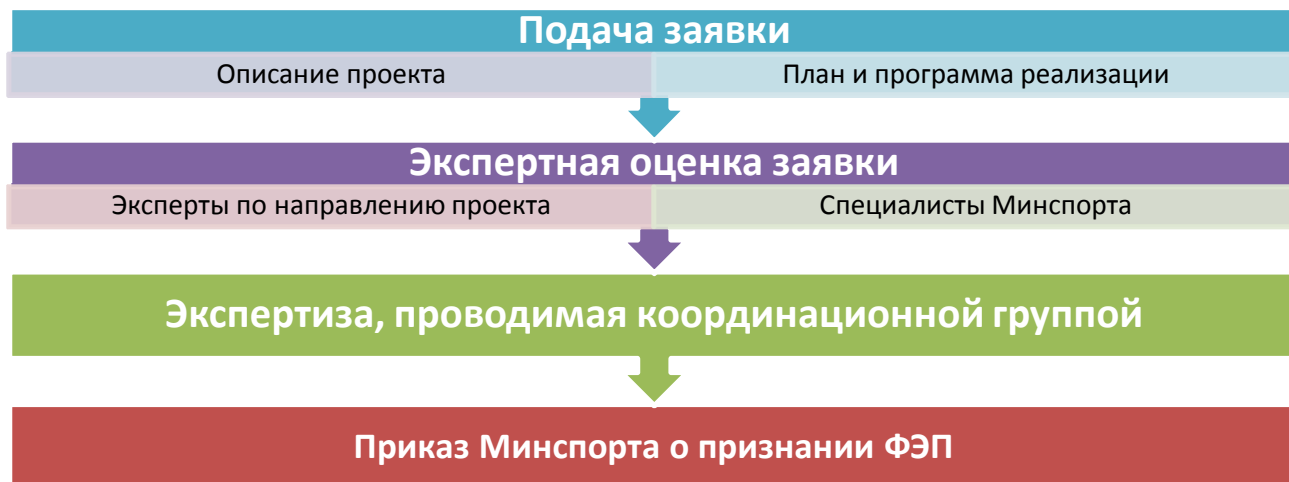 Подача заявки
Описание проекта
План и программа реализации
Экспертная оценка заявки
Эксперты по направлению проекта
Специалисты Минспорта
Экспертиза, проводимая координационной группой
Приказ Минспорта о признании ФЭП